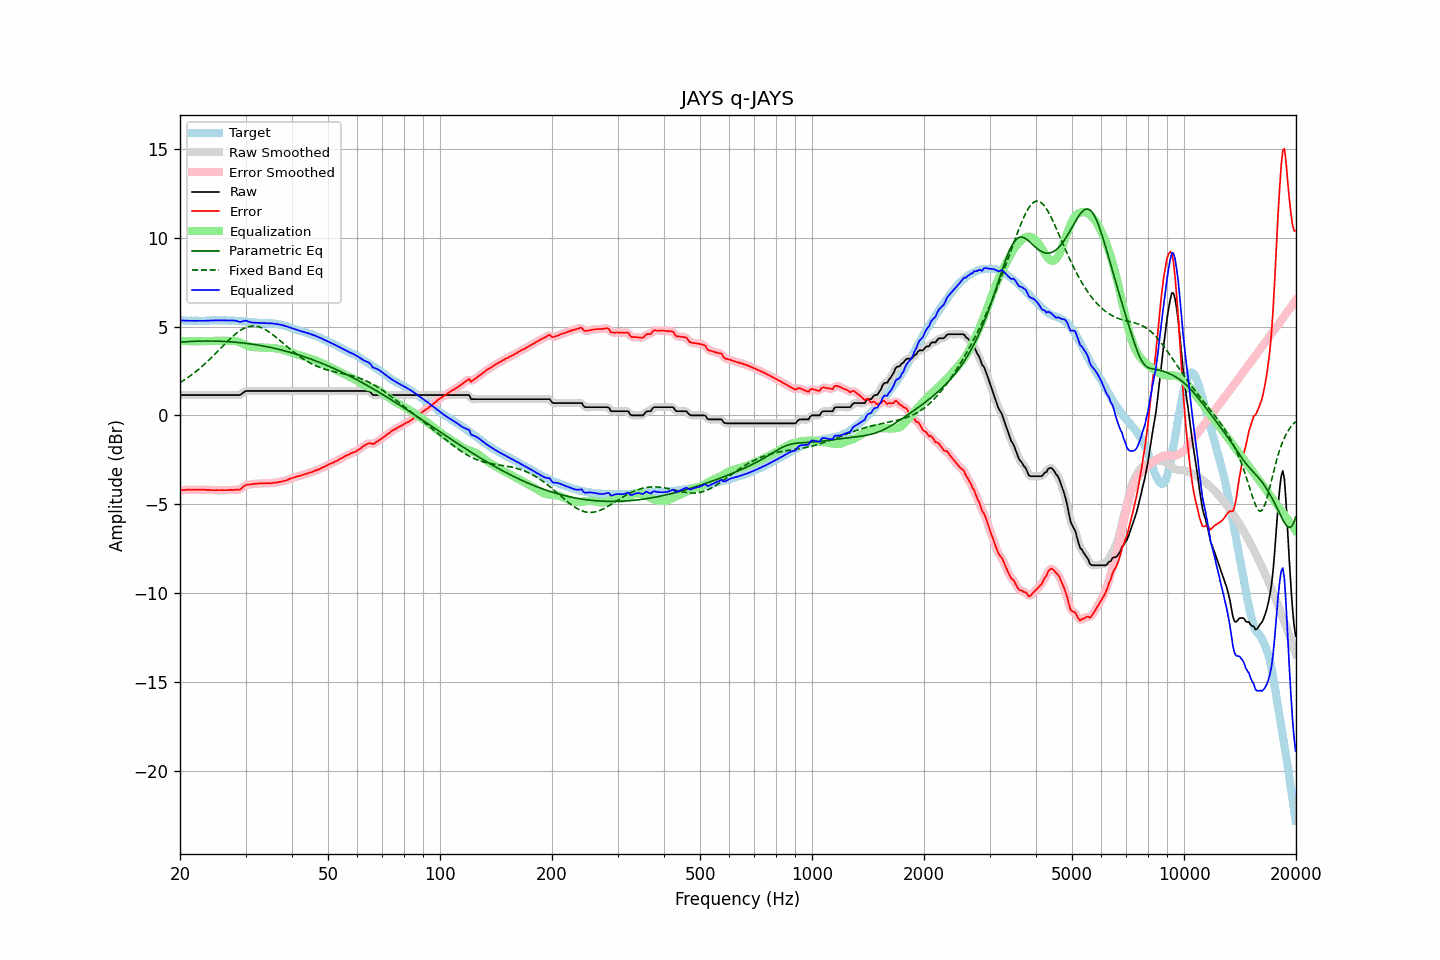 JAYS q-JAYS
Target
Raw Smoothed
Error Smoothed
Raw
Error
Equalization
Parametric Eq
Fixed Band Eq
Equalized
15
10
5
0
−5
−10
−15
−20
Amplitude (dBr)
20 50 100 200 500 1000 2000 5000 10000 20000
Frequency (Hz)